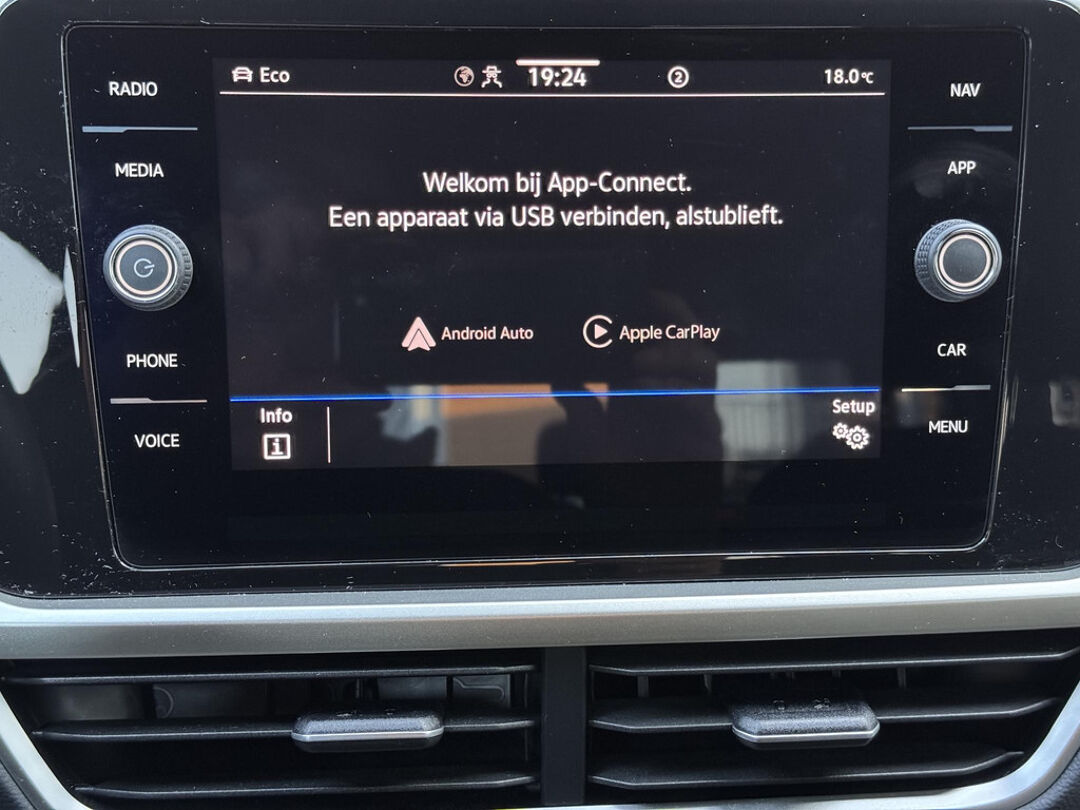 RADIO
MEDIA
PHONE
VOICE
Eco
19:24
2
18.0°C
Welkom bij App-Connect.
Een apparaat via USB verbinden, alstublieft.
Android Auto
Apple CarPlay
Info
i
Setup
NAV
APP
CAR
MENU